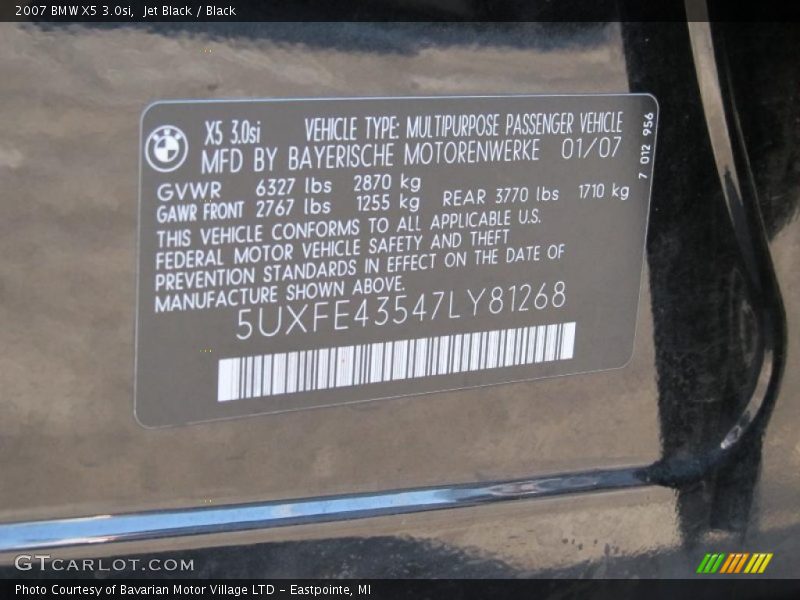 2007 BMW X5 3.0si, Jet Black / Black
X5 3.0si VEHICLE TYPE: MULTIPURPOSE PASSENGER VEHICLE
MFD BY BAYERISCHE MOTORENWERKE 01/07
7 012 956
GVWR 6327 lbs 2870 kg
GAWR FRONT 2767 lbs 1255 kg REAR 3770 lbs 1710 kg
THIS VEHICLE CONFORMS TO ALL APPLICABLE U.S.
FEDERAL MOTOR VEHICLE SAFETY AND THEFT
PREVENTION STANDARDS IN EFFECT ON THE DATE OF
MANUFACTURE SHOWN ABOVE.
5UXFE43547LY81268
GTCARLOT.COM
Photo Courtesy of Bavarian Motor Village LTD - Eastpointe, MI